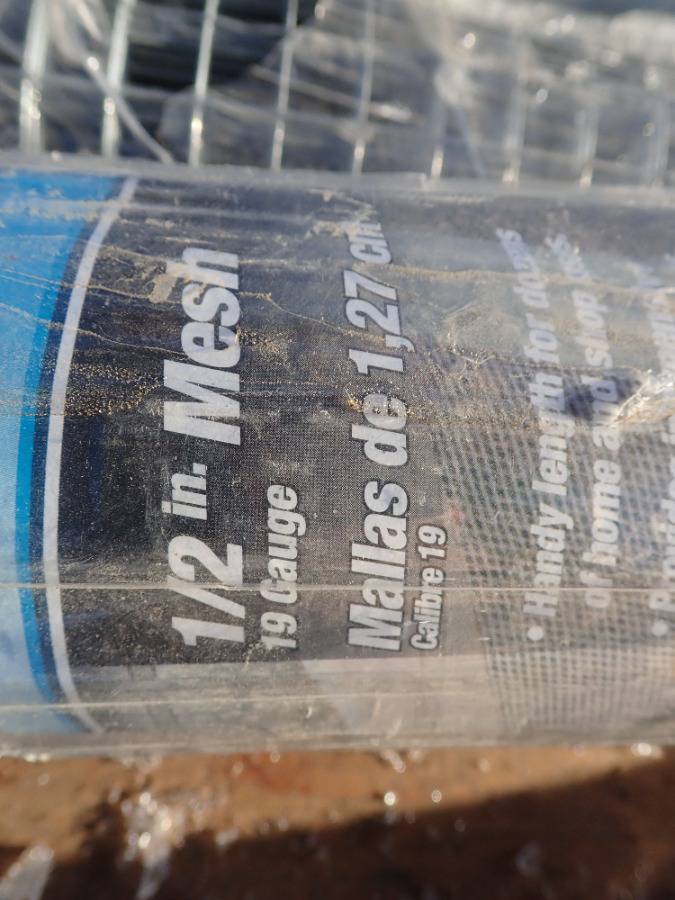 1/2 in. Mesh
19 Gauge
Mallas de 1,27 cm
Calibre 19
• Handy length for dozens
of home and shop uses
•